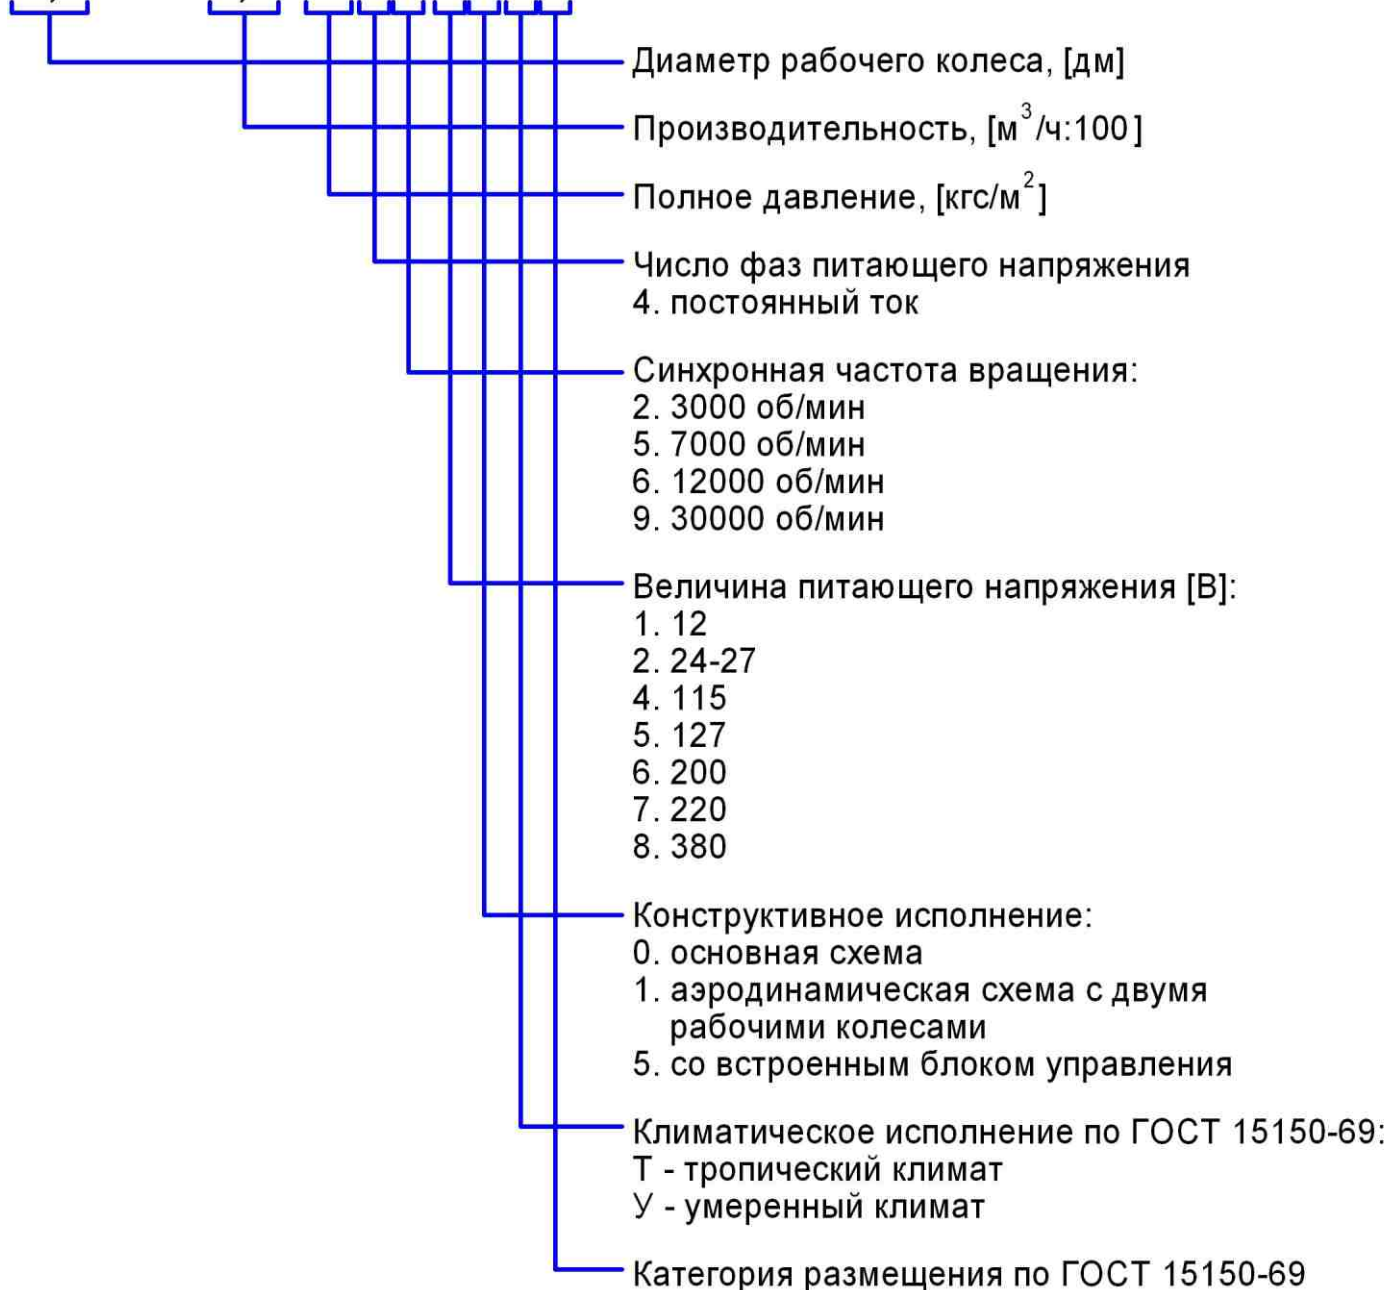 Диаметр рабочего колеса, [дм]
Производительность, [м³/ч:100]
Полное давление, [кгс/м²]
Число фаз питающего напряжения
4. постоянный ток
Синхронная частота вращения:
2. 3000 об/мин
5. 7000 об/мин
6. 12000 об/мин
9. 30000 об/мин
Величина питающего напряжения [В]:
1. 12
2. 24-27
4. 115
5. 127
6. 200
7. 220
8. 380
Конструктивное исполнение:
0. основная схема
1. аэродинамическая схема с двумя
рабочими колесами
5. со встроенным блоком управления
Климатическое исполнение по ГОСТ 15150-69:
Т - тропический климат
У - умеренный климат
Категория размещения по ГОСТ 15150-69